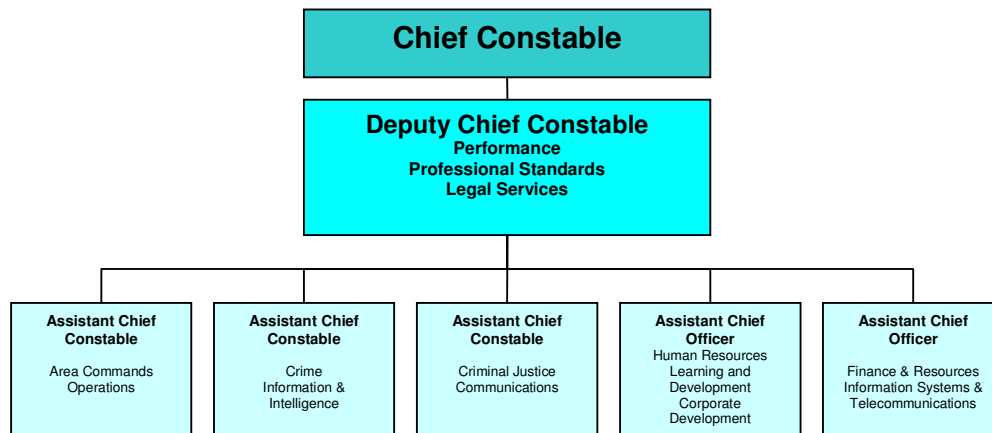 Chief Constable
Deputy Chief Constable
Performance
Professional Standards
Legal Services
Assistant Chief
Constable
Area Commands
Operations
Assistant Chief
Constable
Crime
Information &
Intelligence
Assistant Chief
Constable
Criminal Justice
Communications
Assistant Chief
Officer
Human Resources
Learning and
Development
Corporate
Development
Assistant Chief
Officer
Finance & Resources
Information Systems &
Telecommunications